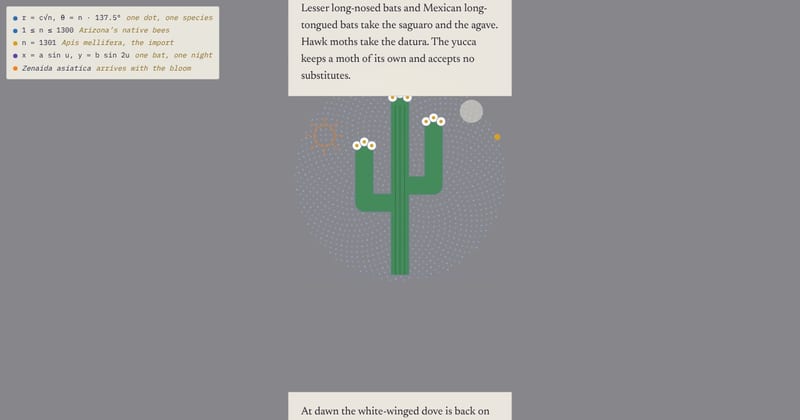 r = c√n, θ = n · 137.5° one dot, one species
1 ≤ n ≤ 1300 Arizona's native bees
n = 1301 Apis mellifera, the import
x = a sin u, y = b sin 2u one bat, one night
Zenaida asiatica arrives with the bloom
Lesser long-nosed bats and Mexican long-
tongued bats take the saguaro and the agave.
Hawk moths take the datura. The yucca
keeps a moth of its own and accepts no
substitutes.
At dawn the white-winged dove is back on